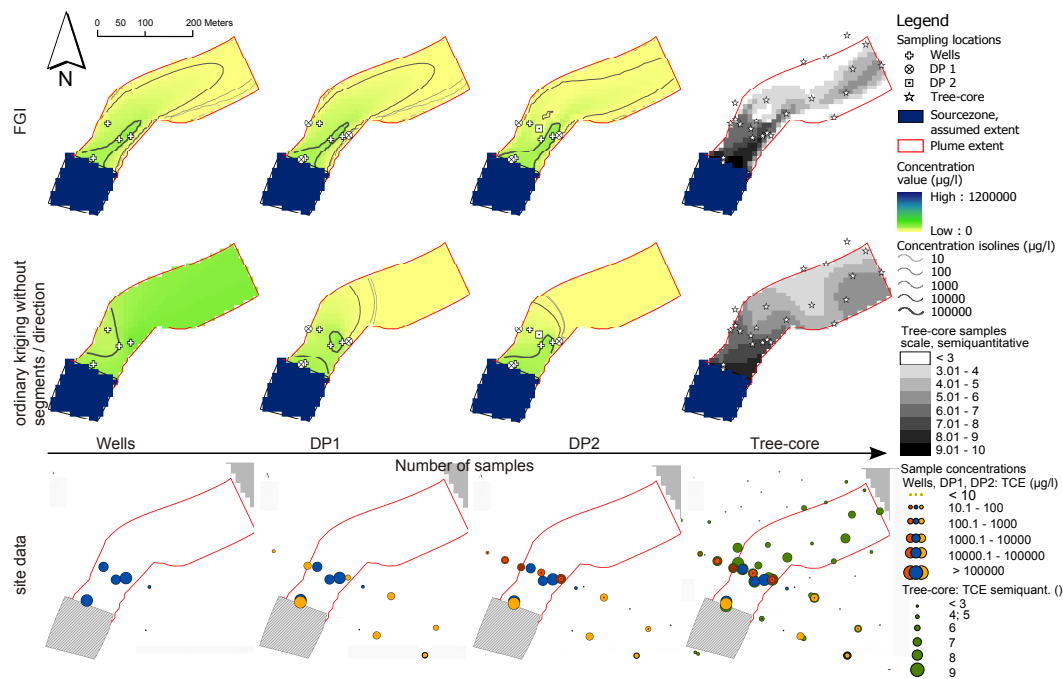 0 50 100 200 Meters
N
FGI
ordinary kriging without
segments / direction
site data
Wells
DP1
DP2
Tree-core
Number of samples
Legend
Sampling locations
Wells
DP 1
DP 2
Tree-core
Sourcezone,
assumed extent
Plume extent
Concentration
value (µg/l)
High : 1200000
Low : 0
Concentration isolines (µg/l)
10
100
1000
10000
100000
Tree-core samples
scale, semiquantitative
< 3
3.01 - 4
4.01 - 5
5.01 - 6
6.01 - 7
7.01 - 8
8.01 - 9
9.01 - 10
Sample concentrations
Wells, DP1, DP2: TCE (µg/l)
< 10
10.1 - 100
100.1 - 1000
1000.1 - 10000
10000.1 - 100000
> 100000
Tree-core: TCE semiquant. ()
< 3
4; 5
6
7
8
9